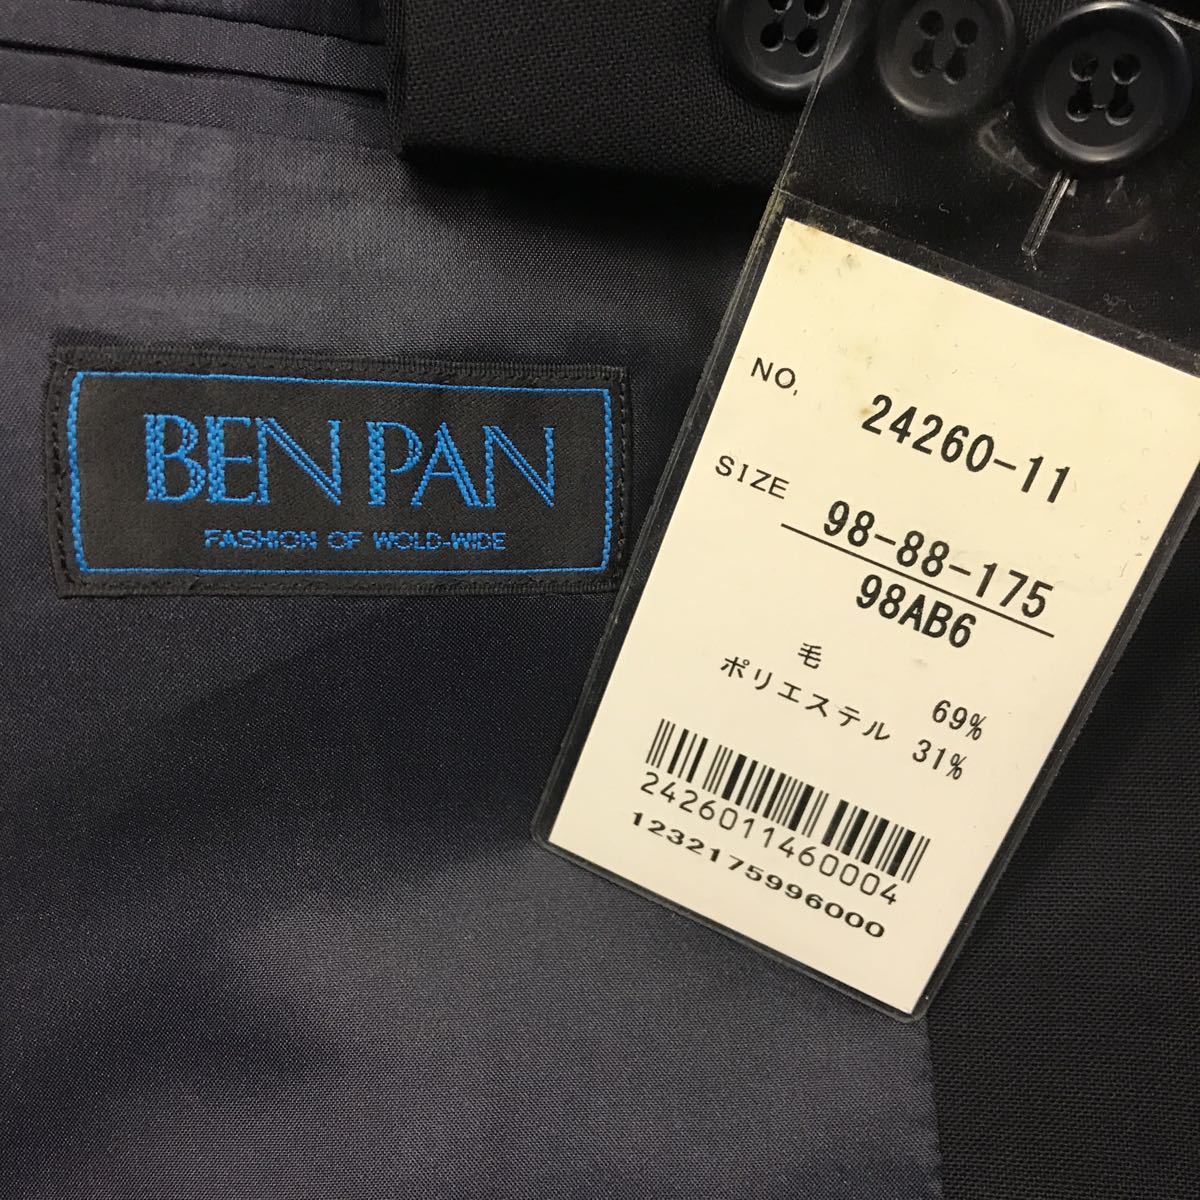 BEN PAN
FASHION OF WOLD-WIDE
NO. 24260-11
SIZE 98-88-175
98AB6
毛 69%
ポリエステル 31%
2426011460004
1232175996000